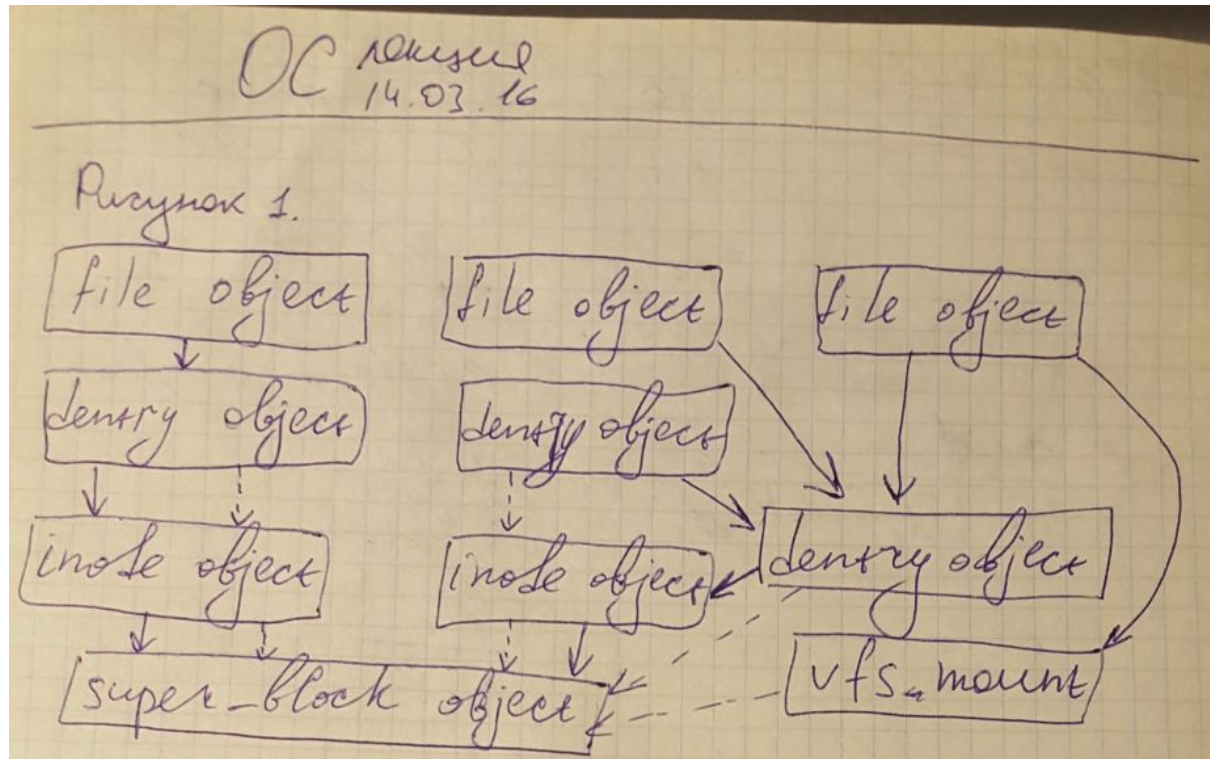 ОС лекция
14.03.16
Рисунок 1.
file object
file object
file object
dentry object
dentry object
inode object
inode object
dentry object
super_block object
vfs_mount